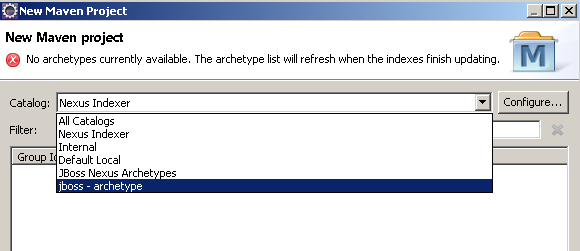 New Maven Project
New Maven project
No archetypes currently available. The archetype list will refresh when the indexes finish updating.
M
Catalog: Nexus Indexer Configure...
All Catalogs
Filter:
Nexus Indexer
Internal
Default Local
Group I
JBoss Nexus Archetypes
jboss - archetype